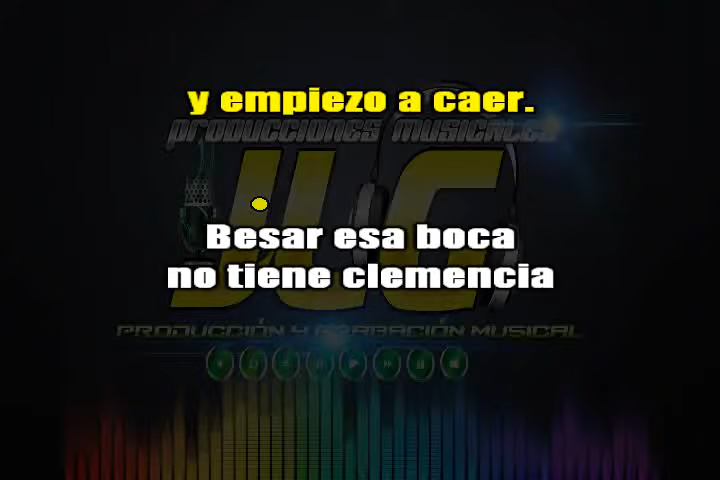 y empiezo a caer.
PRODUCCIONES MUSICALES
JLG
Besar esa boca
no tiene clemencia
PRODUCCIÓN Y GRABACIÓN MUSICAL